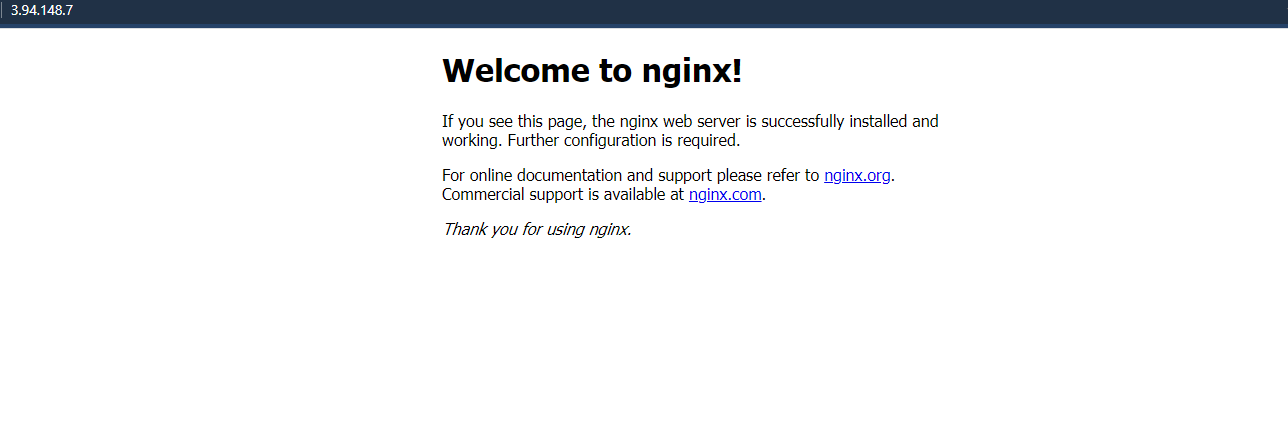 3.94.148.7
Welcome to nginx!
If you see this page, the nginx web server is successfully installed and
working. Further configuration is required.
For online documentation and support please refer to nginx.org.
Commercial support is available at nginx.com.
Thank you for using nginx.